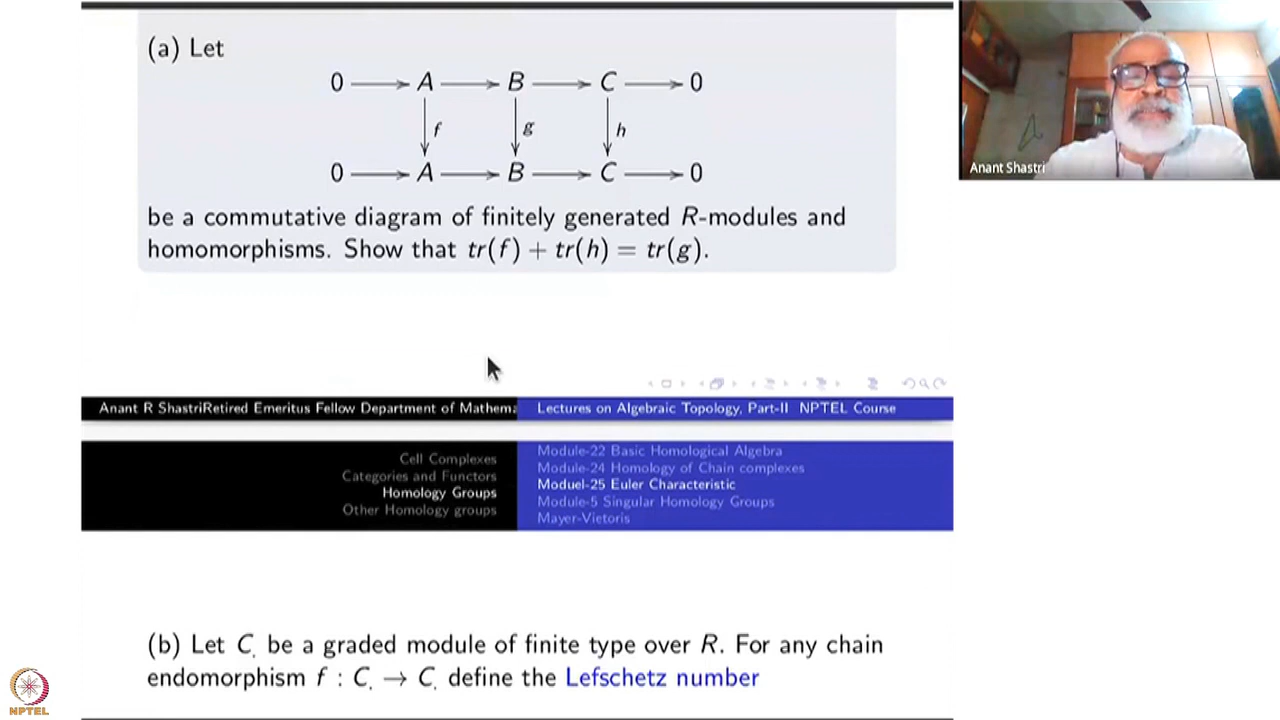 (a) Let
0 A B C 0
f g h
0 A B C 0
be a commutative diagram of finitely generated R-modules and
homomorphisms. Show that tr(f) + tr(h) = tr(g).
Anant Shastri
Anant R ShastriRetired Emeritus Fellow Department of Mathema
Lectures on Algebraic Topology, Part-II NPTEL Course
Cell Complexes
Categories and Functors
Homology Groups
Other Homology groups
Module-22 Basic Homological Algebra
Module-24 Homology of Chain complexes
Moduel-25 Euler Characteristic
Module-5 Singular Homology Groups
Mayer-Vietoris
(b) Let C. be a graded module of finite type over R. For any chain
endomorphism f : C. → C. define the Lefschetz number
NPTEL